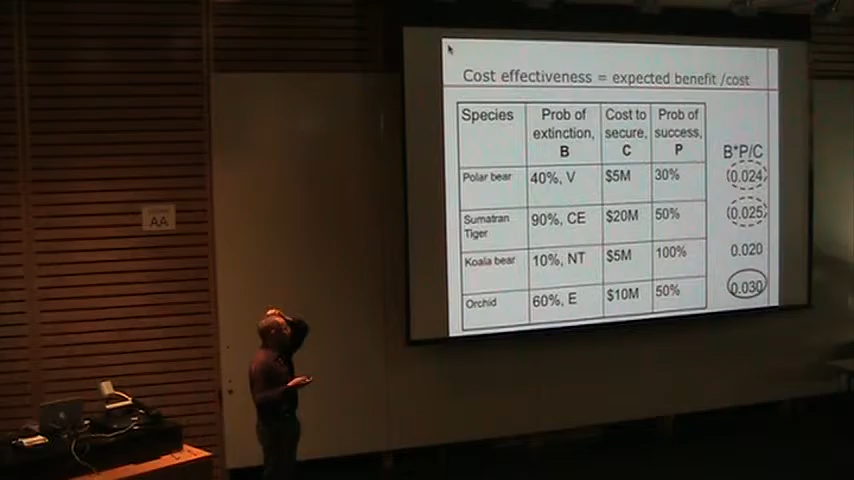 Cost effectiveness = expected benefit /cost
Species Prob of extinction, B Cost to secure, C Prob of success, P B*P/C
Polar bear 40%, V $5M 30% 0.024
Sumatran Tiger 90%, CE $20M 50% 0.025
Koala bear 10%, NT $5M 100% 0.020
Orchid 60%, E $10M 50% 0.030
AA